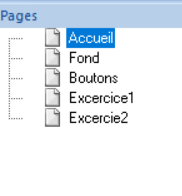 Pages
Accueil
Fond
Boutons
Excercice1
Excercie2